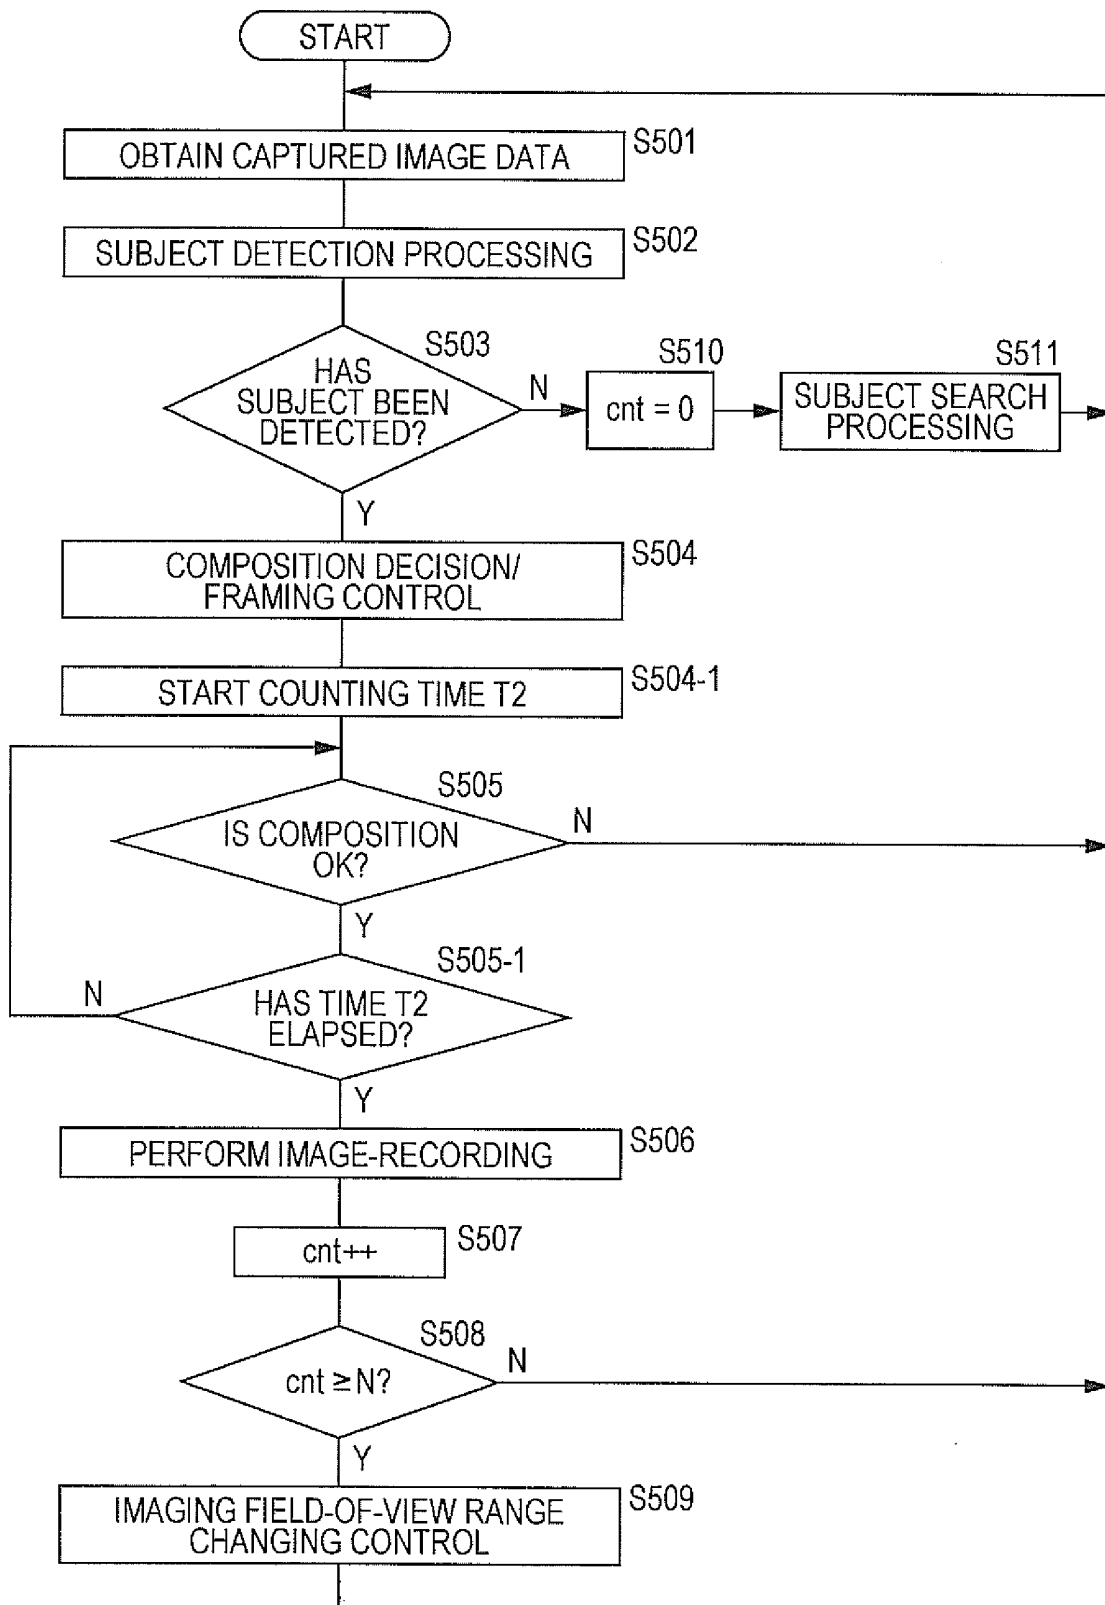 START
OBTAIN CAPTURED IMAGE DATA
S501
SUBJECT DETECTION PROCESSING
S502
HAS
SUBJECT BEEN
DETECTED?
S503
N
cnt = 0
S510
SUBJECT SEARCH
PROCESSING
S511
Y
COMPOSITION DECISION/
FRAMING CONTROL
S504
START COUNTING TIME T2
S504-1
IS COMPOSITION
OK?
S505
N
Y
HAS TIME T2
ELAPSED?
S505-1
N
Y
PERFORM IMAGE-RECORDING
S506
cnt++
S507
cnt ≥ N?
S508
N
Y
IMAGING FIELD-OF-VIEW RANGE
CHANGING CONTROL
S509